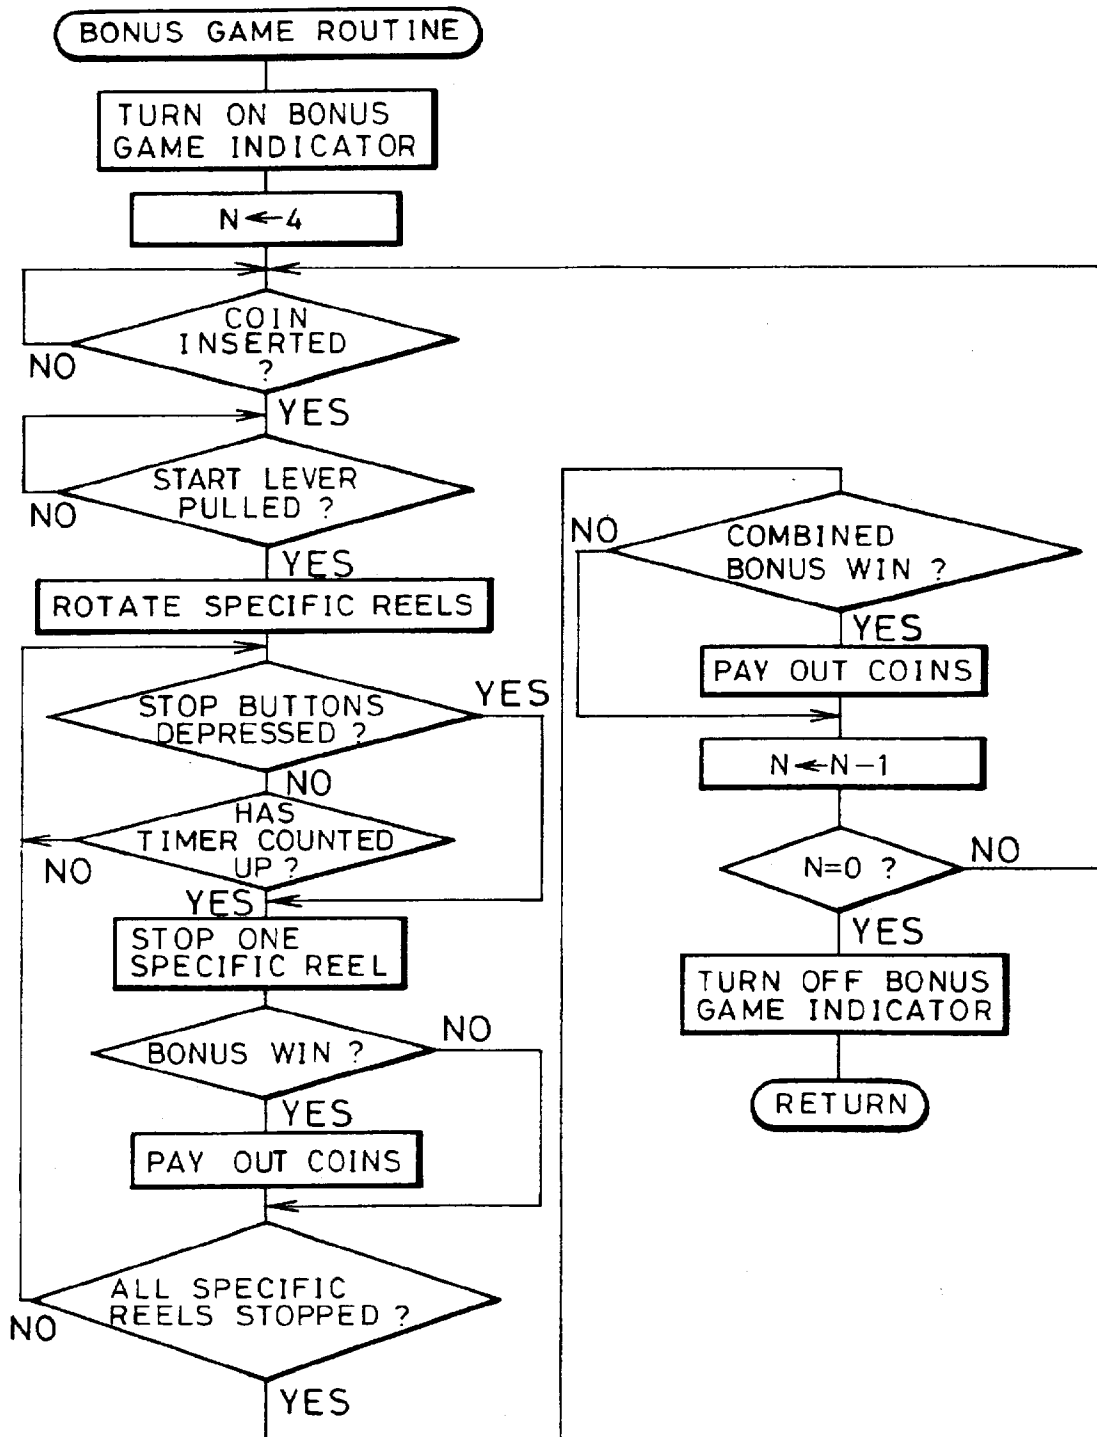 BONUS GAME ROUTINE
TURN ON BONUS
GAME INDICATOR
N←4
COIN
INSERTED
?
NO
YES
START LEVER
PULLED ?
NO
YES
ROTATE SPECIFIC REELS
STOP BUTTONS
DEPRESSED ?
YES
NO
HAS
TIMER COUNTED
UP ?
NO
YES
STOP ONE
SPECIFIC REEL
BONUS WIN ?
NO
YES
PAY OUT COINS
ALL SPECIFIC
REELS STOPPED ?
NO
YES
COMBINED
BONUS WIN ?
NO
YES
PAY OUT COINS
N←N-1
N=0 ?
NO
YES
TURN OFF BONUS
GAME INDICATOR
RETURN